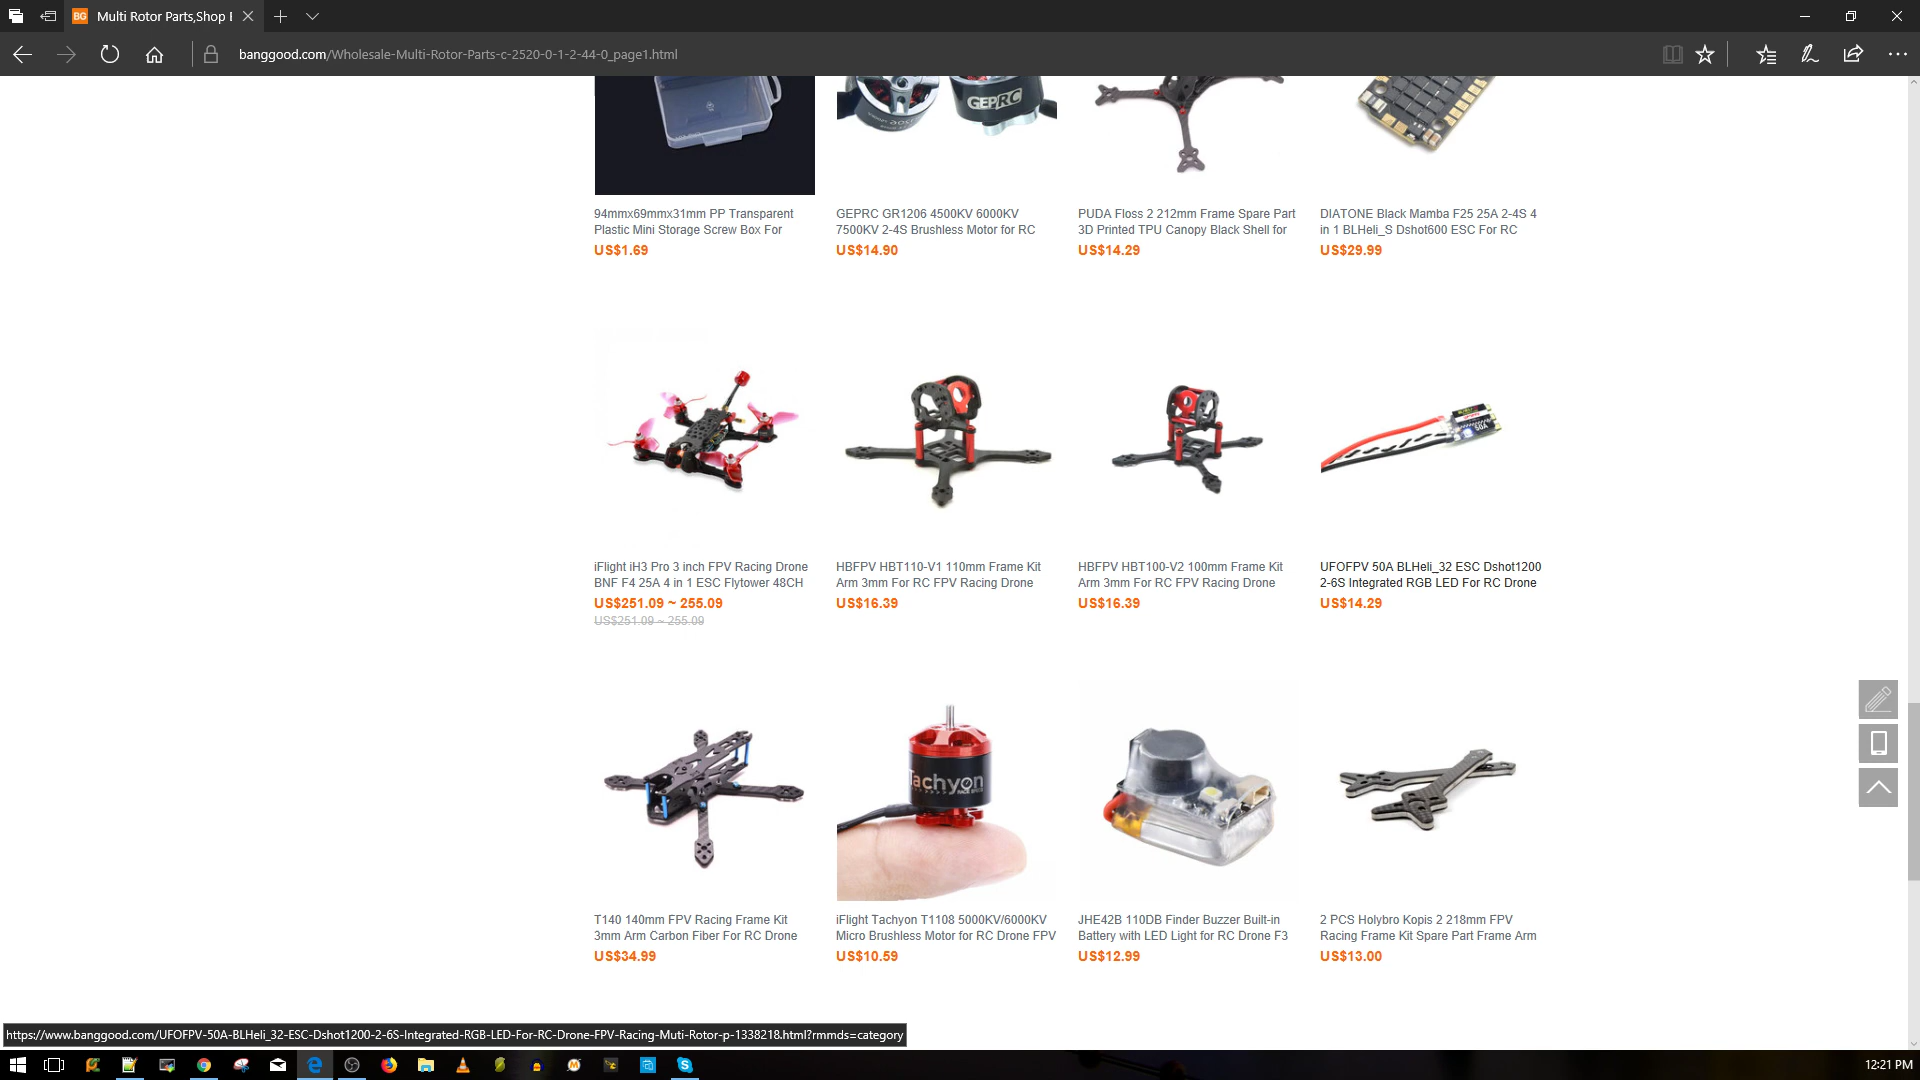 BG Multi Rotor Parts,Shop E
banggood.com/Wholesale-Multi-Rotor-Parts-c-2520-0-1-2-44-0_page1.html
GEPRC
94mmx69mmx31mm PP Transparent
Plastic Mini Storage Screw Box For
US$1.69
GEPRC GR1206 4500KV 6000KV
7500KV 2-4S Brushless Motor for RC
US$14.90
PUDA Floss 2 212mm Frame Spare Part
3D Printed TPU Canopy Black Shell for
US$14.29
DIATONE Black Mamba F25 25A 2-4S 4
in 1 BLHeli_S Dshot600 ESC For RC
US$29.99
50A
iFlight iH3 Pro 3 inch FPV Racing Drone
BNF F4 25A 4 in 1 ESC Flytower 48CH
US$251.09 ~ 255.09
US$251.09 ~ 255.09
HBFPV HBT110-V1 110mm Frame Kit
Arm 3mm For RC FPV Racing Drone
US$16.39
HBFPV HBT100-V2 100mm Frame Kit
Arm 3mm For RC FPV Racing Drone
US$16.39
UFOFPV 50A BLHeli_32 ESC Dshot1200
2-6S Integrated RGB LED For RC Drone
US$14.29
Tachyon
T140 140mm FPV Racing Frame Kit
3mm Arm Carbon Fiber For RC Drone
US$34.99
iFlight Tachyon T1108 5000KV/6000KV
Micro Brushless Motor for RC Drone FPV
US$10.59
JHE42B 110DB Finder Buzzer Built-in
Battery with LED Light for RC Drone F3
US$12.99
2 PCS Holybro Kopis 2 218mm FPV
Racing Frame Kit Spare Part Frame Arm
US$13.00
https://www.banggood.com/UFOFPV-50A-BLHeli_32-ESC-Dshot1200-2-6S-Integrated-RGB-LED-For-RC-Drone-FPV-Racing-Muti-Rotor-p-1338218.html?rmmds=category
12:21 PM